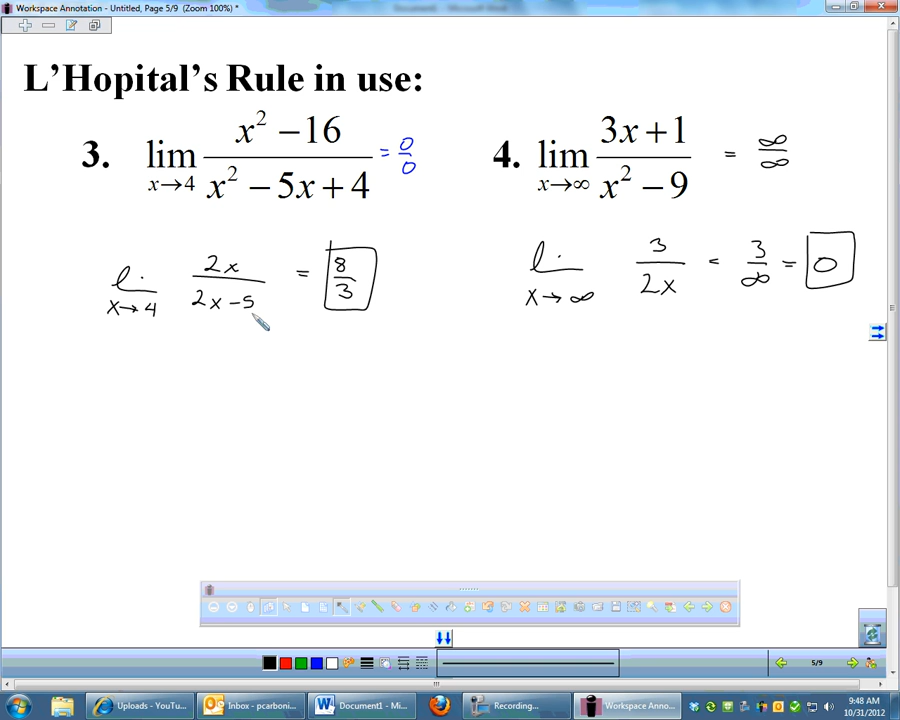 Workspace Annotation - Untitled, Page 5/9 (Zoom 100%) *
L'Hopital's Rule in use:
3. lim x→4 (x² − 16)/(x² − 5x + 4) = 0/0
4. lim x→∞ (3x + 1)/(x² − 9) = ∞/∞
lim x→4 2x/(2x − 5) = 8/3
lim x→∞ 3/2x = 3/∞ = 0
5/9
Uploads - YouTu...
Inbox - pcarboni...
Document1 - Mi...
Recording...
Workspace Anno...
9:48 AM
10/31/2012